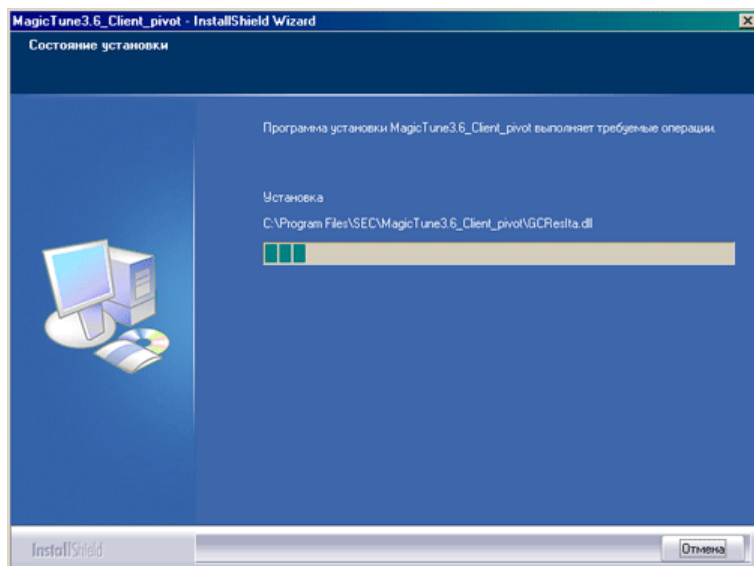 MagicTune3.6_Client_pivot - InstallShield Wizard
Состояние установки
Программа установки MagicTune3.6_Client_pivot выполняет требуемые операции.
Установка
C:\Program Files\SEC\MagicTune3.6_Client_pivot\GCResIta.dll
InstallShield
Отмена